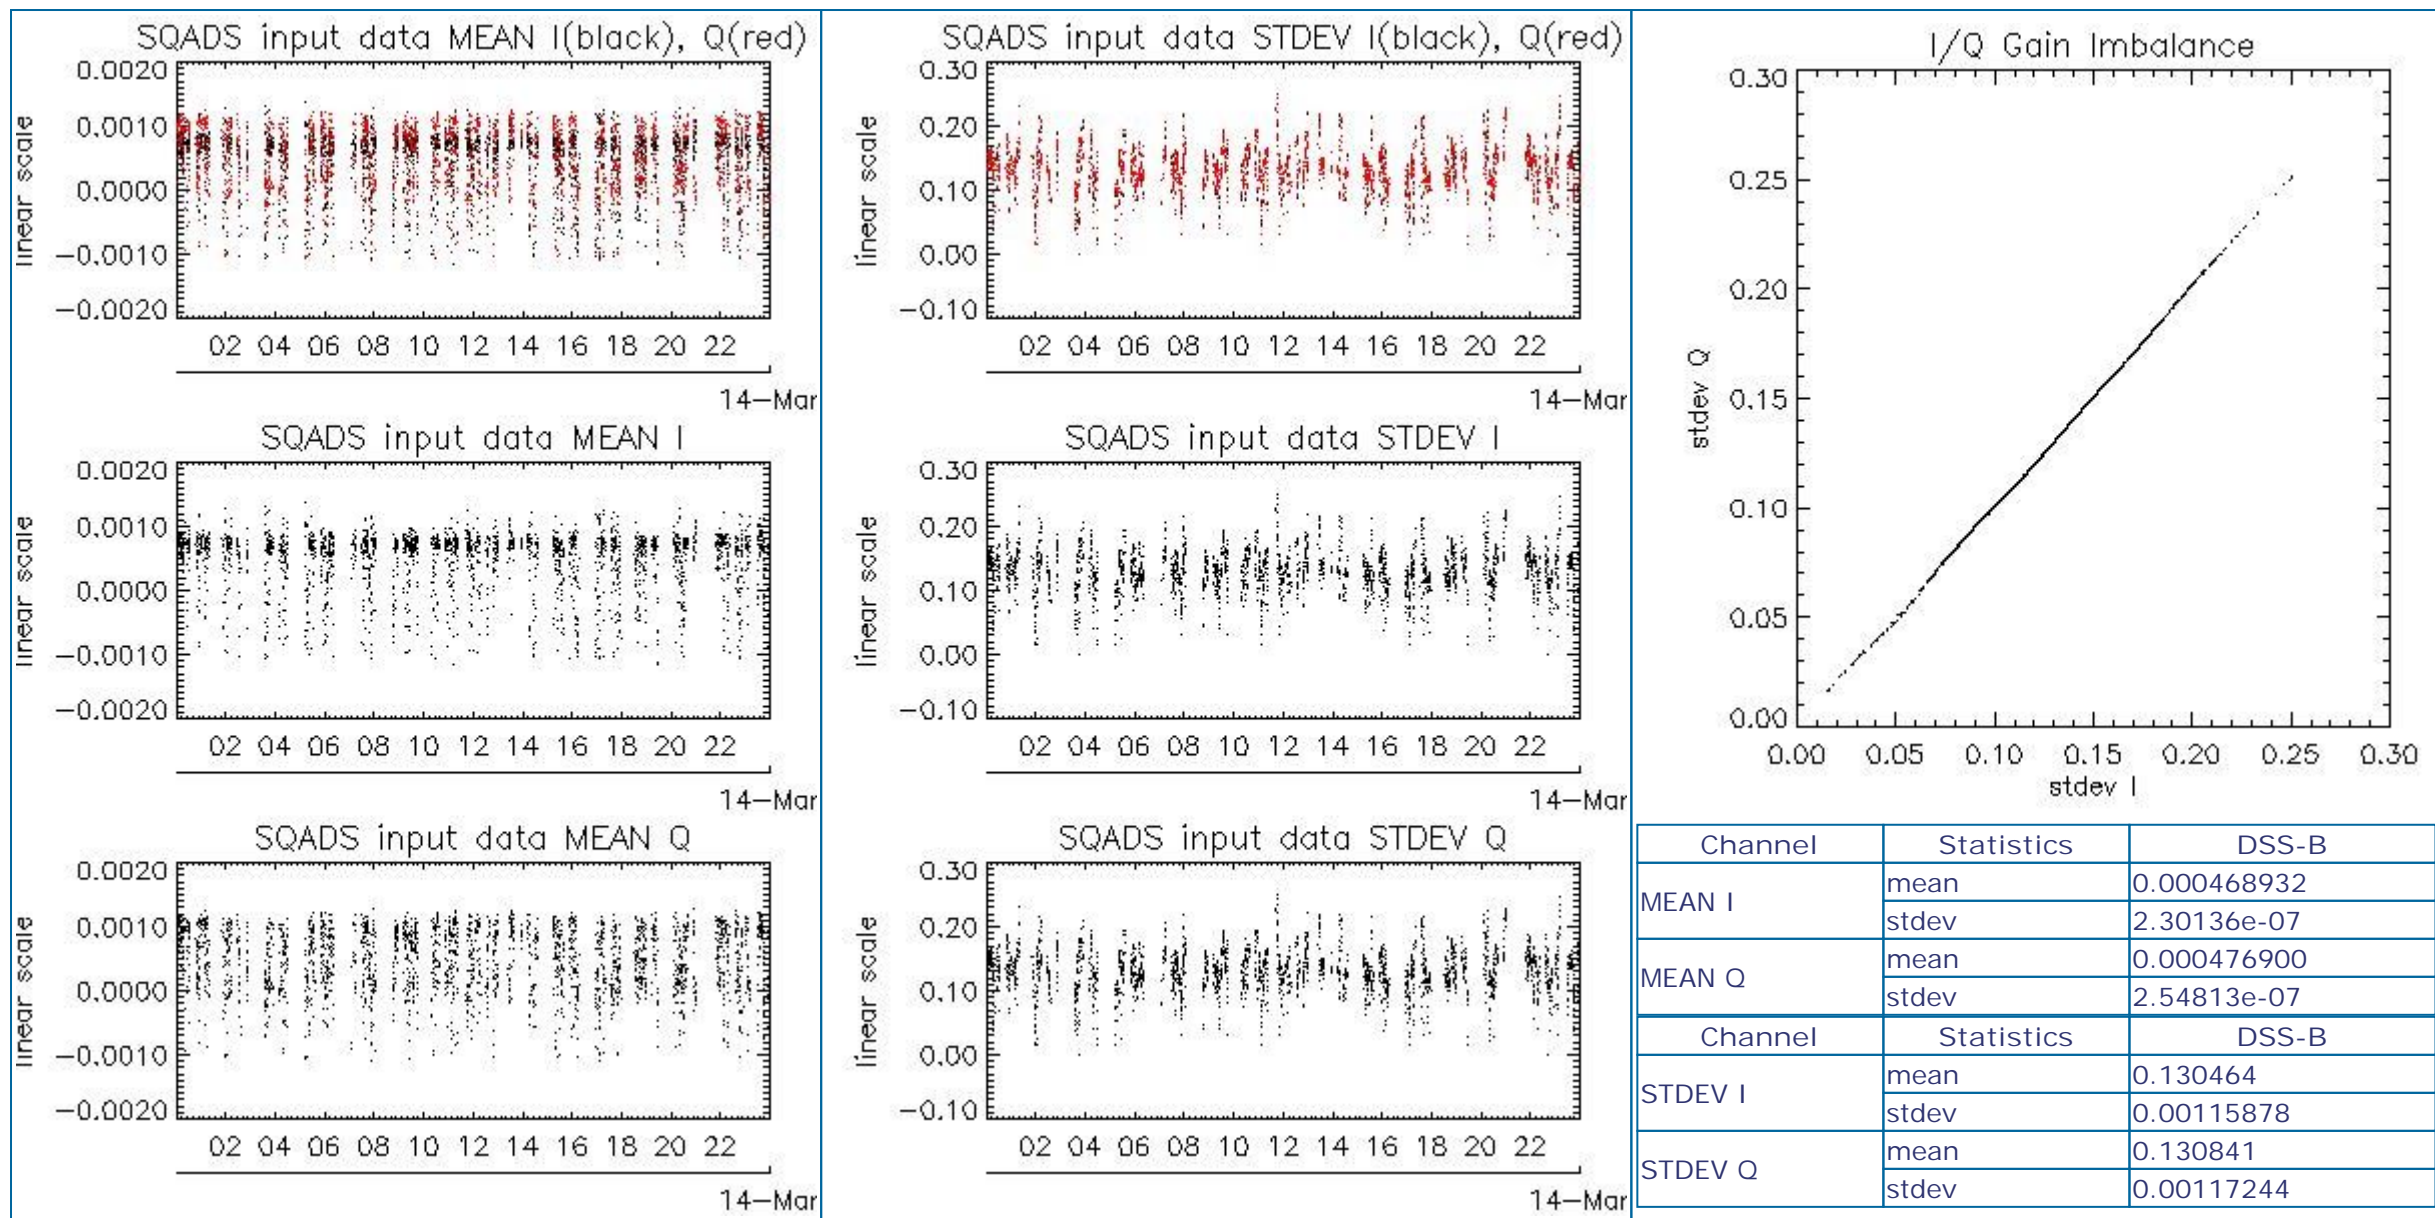 SQADS input data MEAN I(black), Q(red)
0.0020
0.0010
0.0000
−0.0010
−0.0020
linear scale
02 04 06 08 10 12 14 16 18 20 22
14−Mar
SQADS input data MEAN I
0.0020
0.0010
0.0000
−0.0010
−0.0020
linear scale
02 04 06 08 10 12 14 16 18 20 22
14−Mar
SQADS input data MEAN Q
0.0020
0.0010
0.0000
−0.0010
−0.0020
linear scale
02 04 06 08 10 12 14 16 18 20 22
14−Mar
SQADS input data STDEV I(black), Q(red)
0.30
0.20
0.10
0.00
−0.10
linear scale
02 04 06 08 10 12 14 16 18 20 22
14−Mar
SQADS input data STDEV I
0.30
0.20
0.10
0.00
−0.10
linear scale
02 04 06 08 10 12 14 16 18 20 22
14−Mar
SQADS input data STDEV Q
0.30
0.20
0.10
0.00
−0.10
linear scale
02 04 06 08 10 12 14 16 18 20 22
14−Mar
I/Q Gain Imbalance
0.30
0.25
0.20
0.15
0.10
0.05
0.00
stdev Q
0.00 0.05 0.10 0.15 0.20 0.25 0.30
stdev I
Channel Statistics DSS-B
MEAN I mean 0.000468932
stdev 2.30136e-07
MEAN Q mean 0.000476900
stdev 2.54813e-07
Channel Statistics DSS-B
STDEV I mean 0.130464
stdev 0.00115878
STDEV Q mean 0.130841
stdev 0.00117244